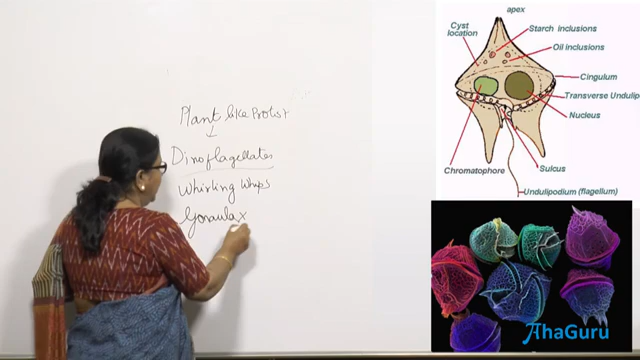 Plant like Protist
↓
Dinoflagellates
Whirling Whips
Gonaulax
apex
Cyst location
Starch inclusions
Oil inclusions
Cingulum
Transverse Undulipo
Nucleus
Chromatophore
Sulcus
Undulipodium (flagellum)
AhaGuru